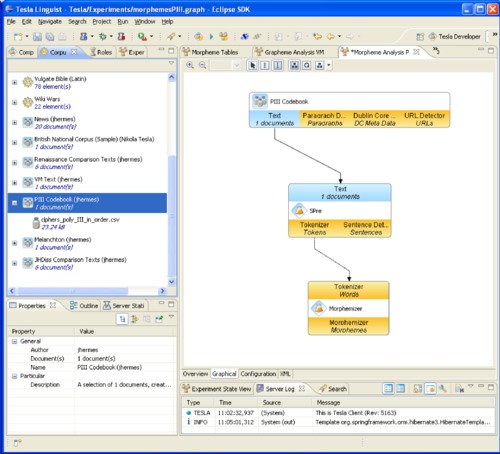 Tesla Linguist - Tesla/Experiments/morphemesPIII.graph - Eclipse SDK
File Edit Navigate Search Project Run Window Help
Tesla Developer
Comp Corpu Roles Exper
Morpheme Tables Grapheme Analysis VM *Morpheme Analysis P
Vulgate Bible (Latin)
78 element(s)
Wiki Wars
22 element(s)
News (jhermes)
20 document(s)
British National Corpus (Sample) (Nikola Tesla)
1 document(s)
Renaissance Comparison Texts (jhermes)
6 document(s)
VM Text (jhermes)
1 document(s)
PIII Codebook (jhermes)
1 document(s)
ciphers_poly_III_in_order.csv
23.24 kB
Melanchton (jhermes)
1 document(s)
JHDiss Comparison Texts (jhermes)
6 document(s)
PIII Codebook
Text Paragraph D... Dublin Core ... URL Detector
1 documents Paragraphs DC Meta Data URLs
Text
1 documents
SPre
Tokenizer Sentence Det...
Tokens Sentences
Tokenizer
Words
Morphemizer
Morphemizer
Morphemes
Properties Outline Server Stati
Property Value
General
Author jhermes
Document(s) 1 document(s)
Name PIII Codebook (jhermes)
Particular
Description A selection of 1 documents, creat...
Overview Graphical Configuration XML
Experiment State View Server Log Search
Type Time Source Message
TESLA 11:02:32,937 (System) This is Tesla Client (Rev: 5163)
INFO 11:05:01,312 System (out) Template org.springframework.orm.hibernate3.HibernateTempla...